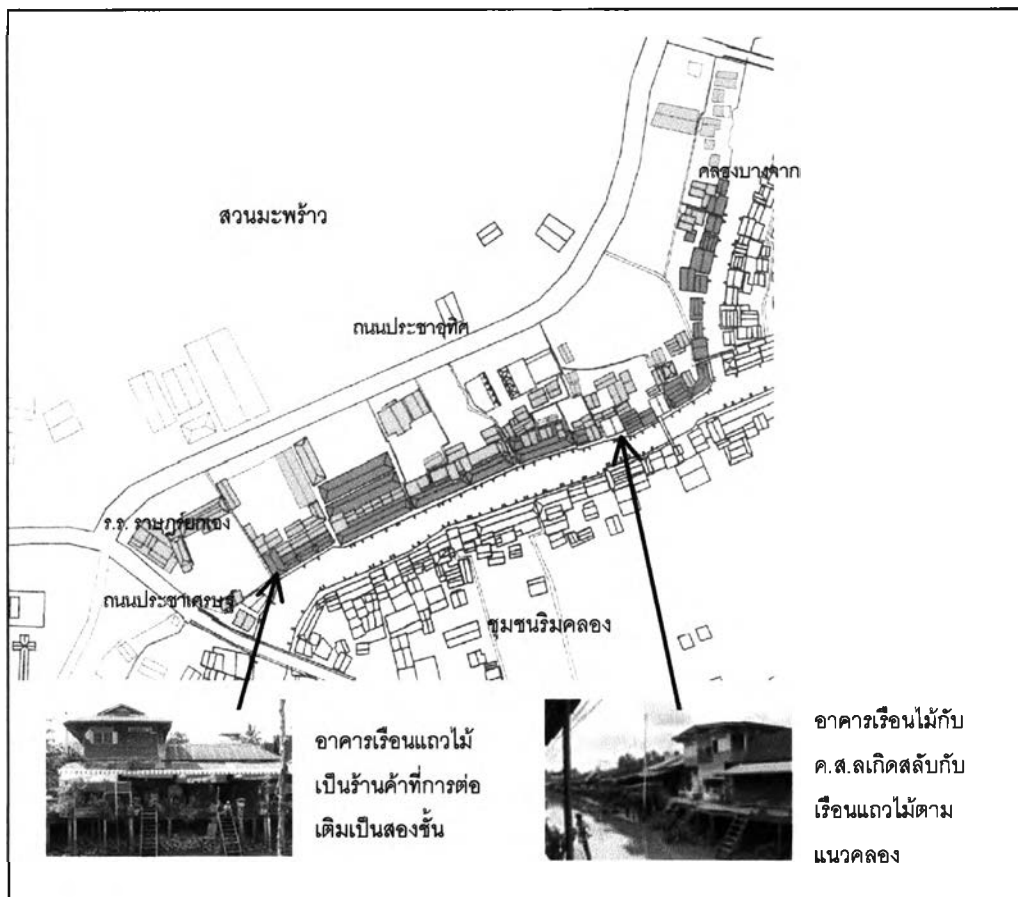 คลองบางจาก
สวนมะพร้าว
ถนนประชาอุทิศ
ร.ร. ราษฎร์ยกเอง
ถนนประชาเศรษฐ์
ชุมชนริมคลอง
อาคารเรือนแถวไม้
เป็นร้านค้าที่การต่อ
เติมเป็นสองชั้น
อาคารเรือนไม้กับ
ค.ส.ลเกิดสลับกับ
เรือนแถวไม้ตาม
แนวคลอง